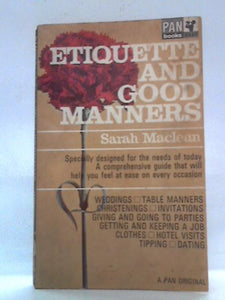 PAN
books
ETIQUETTE
AND
GOOD
MANNERS
Sarah Maclean
Specially designed for the needs of today
A comprehensive guide that will
help you feel at ease on every occasion
WEDDINGS □ TABLE MANNERS
CHRISTENINGS □ INVITATIONS
GIVING AND GOING TO PARTIES
GETTING AND KEEPING A JOB
CLOTHES □ HOTEL VISITS
TIPPING □ DATING
A PAN ORIGINAL